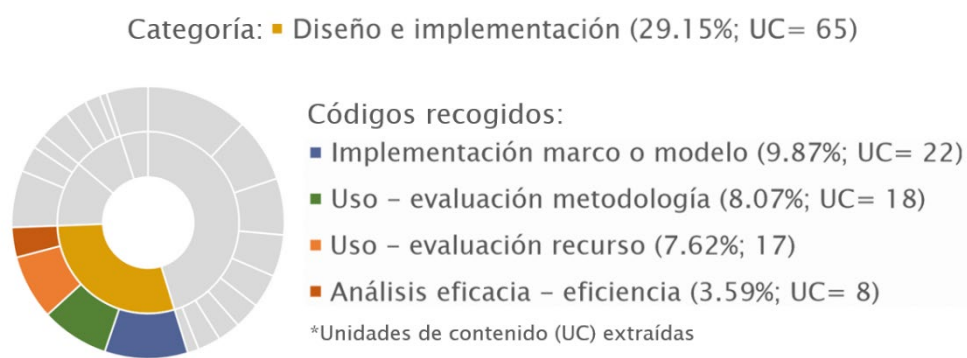 Categoría: ▪ Diseño e implementación (29.15%; UC= 65)
Códigos recogidos:
▪ Implementación marco o modelo (9.87%; UC= 22)
▪ Uso – evaluación metodología (8.07%; UC= 18)
▪ Uso – evaluación recurso (7.62%; 17)
▪ Análisis eficacia – eficiencia (3.59%; UC= 8)
*Unidades de contenido (UC) extraídas